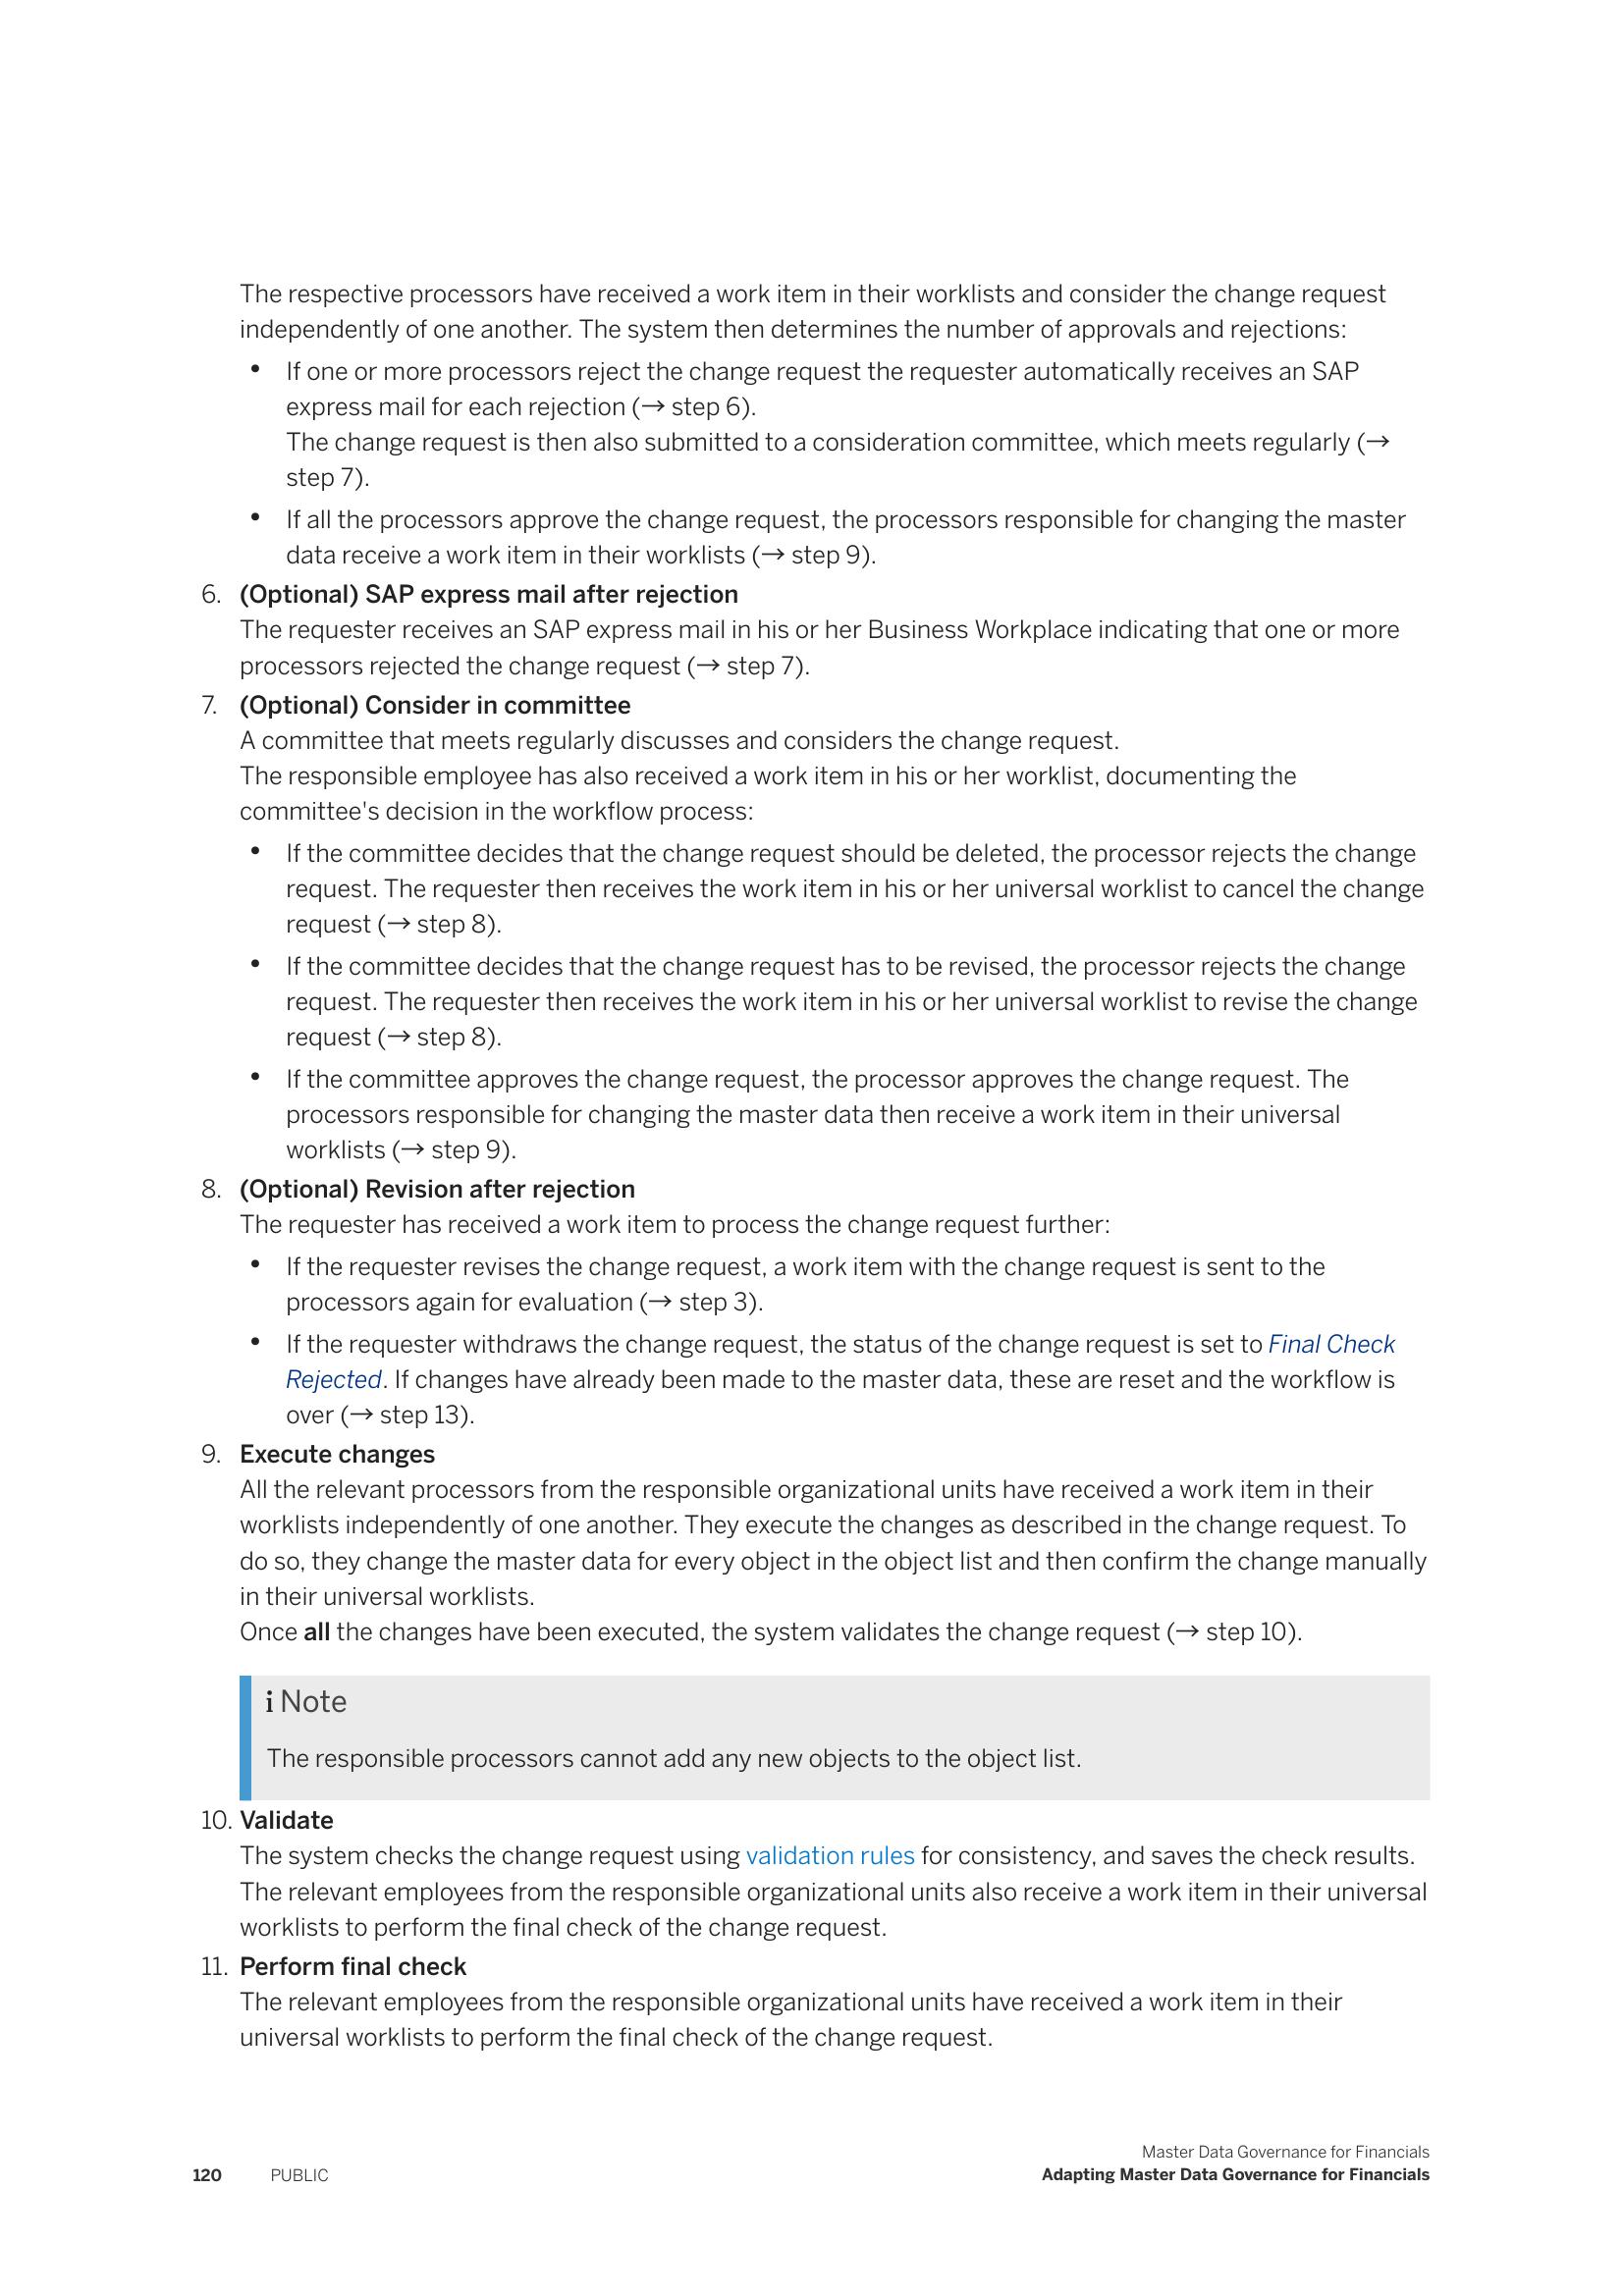 The respective processors have received a work item in their worklists and consider the change request
independently of one another. The system then determines the number of approvals and rejections:
• If one or more processors reject the change request the requester automatically receives an SAP
express mail for each rejection (→ step 6).
The change request is then also submitted to a consideration committee, which meets regularly (→
step 7).
• If all the processors approve the change request, the processors responsible for changing the master
data receive a work item in their worklists (→ step 9).
6. (Optional) SAP express mail after rejection
The requester receives an SAP express mail in his or her Business Workplace indicating that one or more
processors rejected the change request (→ step 7).
7. (Optional) Consider in committee
A committee that meets regularly discusses and considers the change request.
The responsible employee has also received a work item in his or her worklist, documenting the
committee's decision in the workflow process:
• If the committee decides that the change request should be deleted, the processor rejects the change
request. The requester then receives the work item in his or her universal worklist to cancel the change
request (→ step 8).
• If the committee decides that the change request has to be revised, the processor rejects the change
request. The requester then receives the work item in his or her universal worklist to revise the change
request (→ step 8).
• If the committee approves the change request, the processor approves the change request. The
processors responsible for changing the master data then receive a work item in their universal
worklists (→ step 9).
8. (Optional) Revision after rejection
The requester has received a work item to process the change request further:
• If the requester revises the change request, a work item with the change request is sent to the
processors again for evaluation (→ step 3).
• If the requester withdraws the change request, the status of the change request is set to Final Check
Rejected. If changes have already been made to the master data, these are reset and the workflow is
over (→ step 13).
9. Execute changes
All the relevant processors from the responsible organizational units have received a work item in their
worklists independently of one another. They execute the changes as described in the change request. To
do so, they change the master data for every object in the object list and then confirm the change manually
in their universal worklists.
Once all the changes have been executed, the system validates the change request (→ step 10).
i Note
The responsible processors cannot add any new objects to the object list.
10. Validate
The system checks the change request using validation rules for consistency, and saves the check results.
The relevant employees from the responsible organizational units also receive a work item in their universal
worklists to perform the final check of the change request.
11. Perform final check
The relevant employees from the responsible organizational units have received a work item in their
universal worklists to perform the final check of the change request.
Master Data Governance for Financials
120 PUBLIC Adapting Master Data Governance for Financials